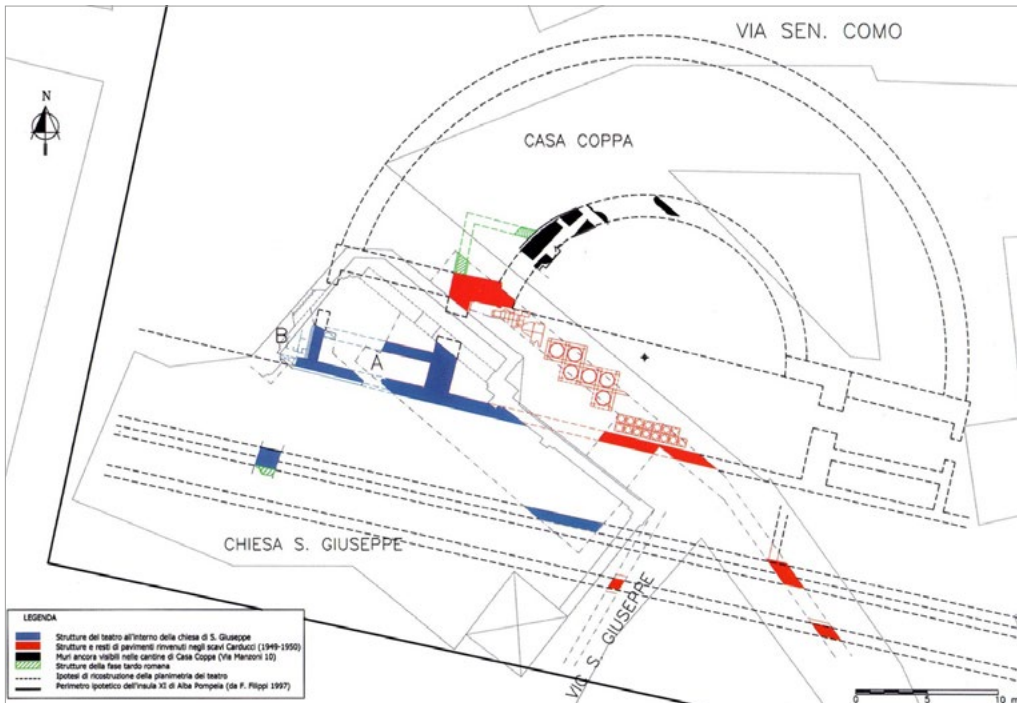 VIA SEN. COMO
N
CASA COPPA
B
A
CHIESA S. GIUSEPPE
VIC. S. GIUSEPPE
LEGENDA
Strutture del teatro all'interno della chiesa di S. Giuseppe
Strutture e resti di pavimenti rinvenuti negli scavi Carducci (1949-1950)
Muri ancora visibili nelle cantine di Casa Coppa (Via Manzoni 10)
Strutture della fase tardo romana
Ipotesi di ricostruzione della planimetria del teatro
Perimetro ipotetico dell'insula XI di Alba Pompeia (da F. Filippi 1997)
0 5 10 m